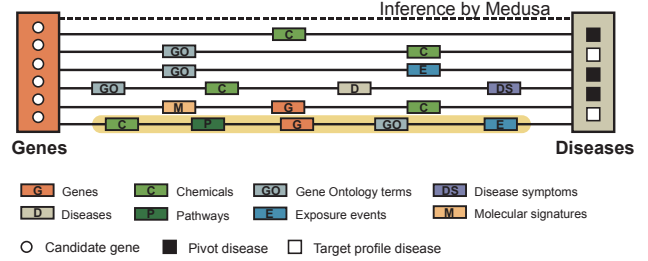 Inference by Medusa
C
GO C
GO E
GO C D DS
M G C
C P G GO E
Genes Diseases
G Genes C Chemicals GO Gene Ontology terms DS Disease symptoms
D Diseases P Pathways E Exposure events M Molecular signatures
Candidate gene Pivot disease Target profile disease